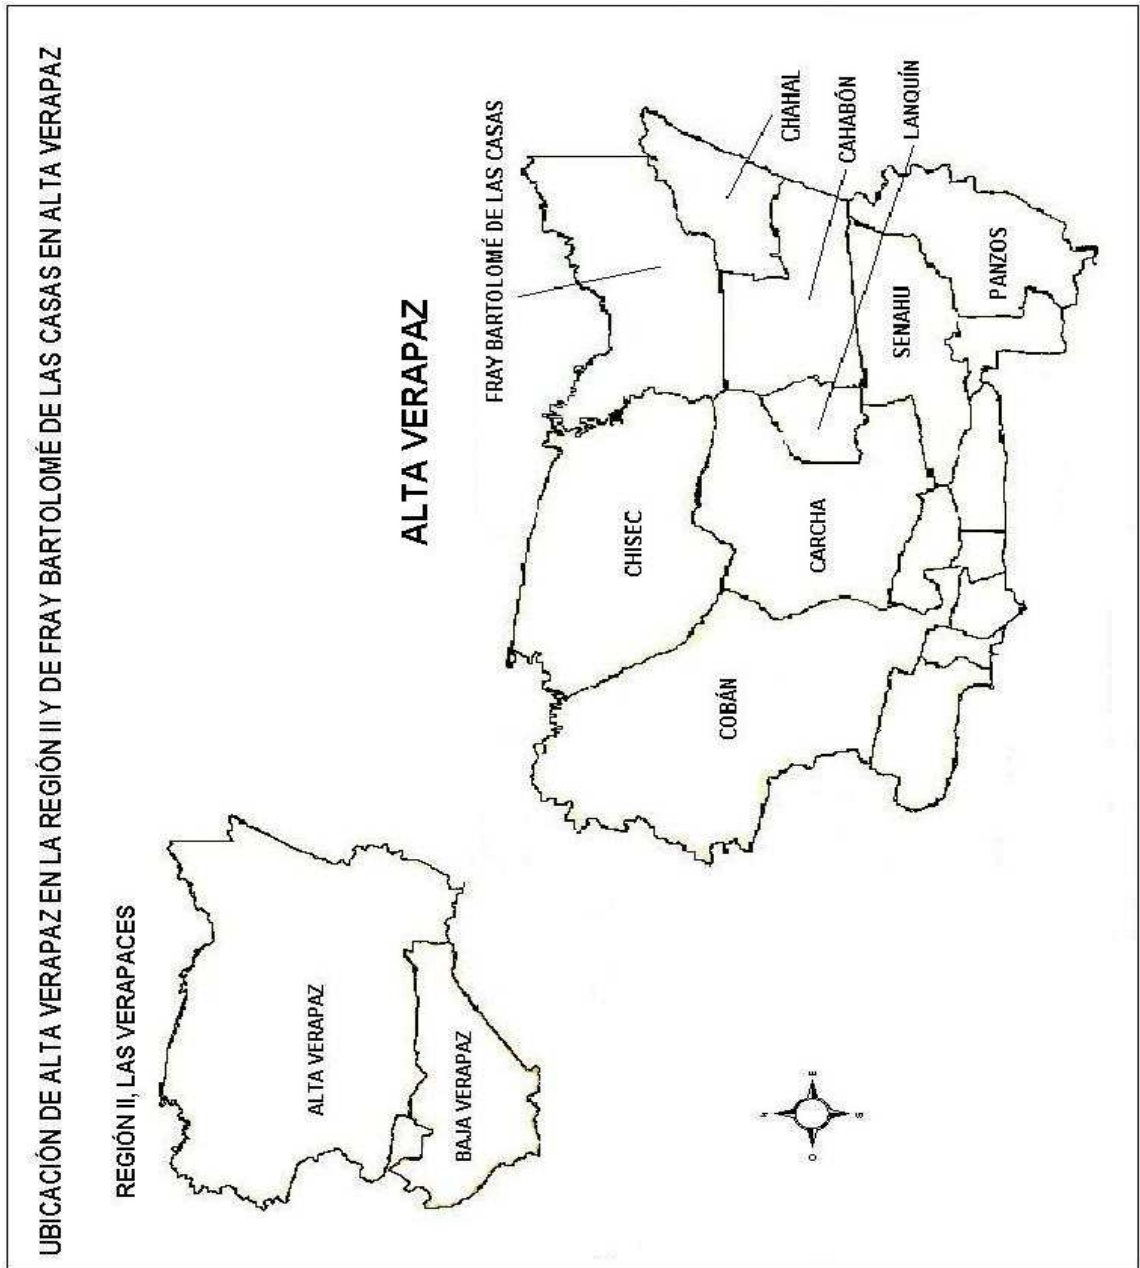 UBICACIÓN DE ALTA VERAPAZ EN LA REGIÓN II Y DE FRAY BARTOLOMÉ DE LAS CASAS EN ALTA VERAPAZ
REGIÓN II, LAS VERAPACES
ALTA VERAPAZ
BAJA VERAPAZ
ALTA VERAPAZ
FRAY BARTOLOMÉ DE LAS CASAS
CHAHAL
CAHABÓN
LANQUÍN
CHISEC
COBÁN
CARCHA
SENAHU
PANZOS
N
O
E
S